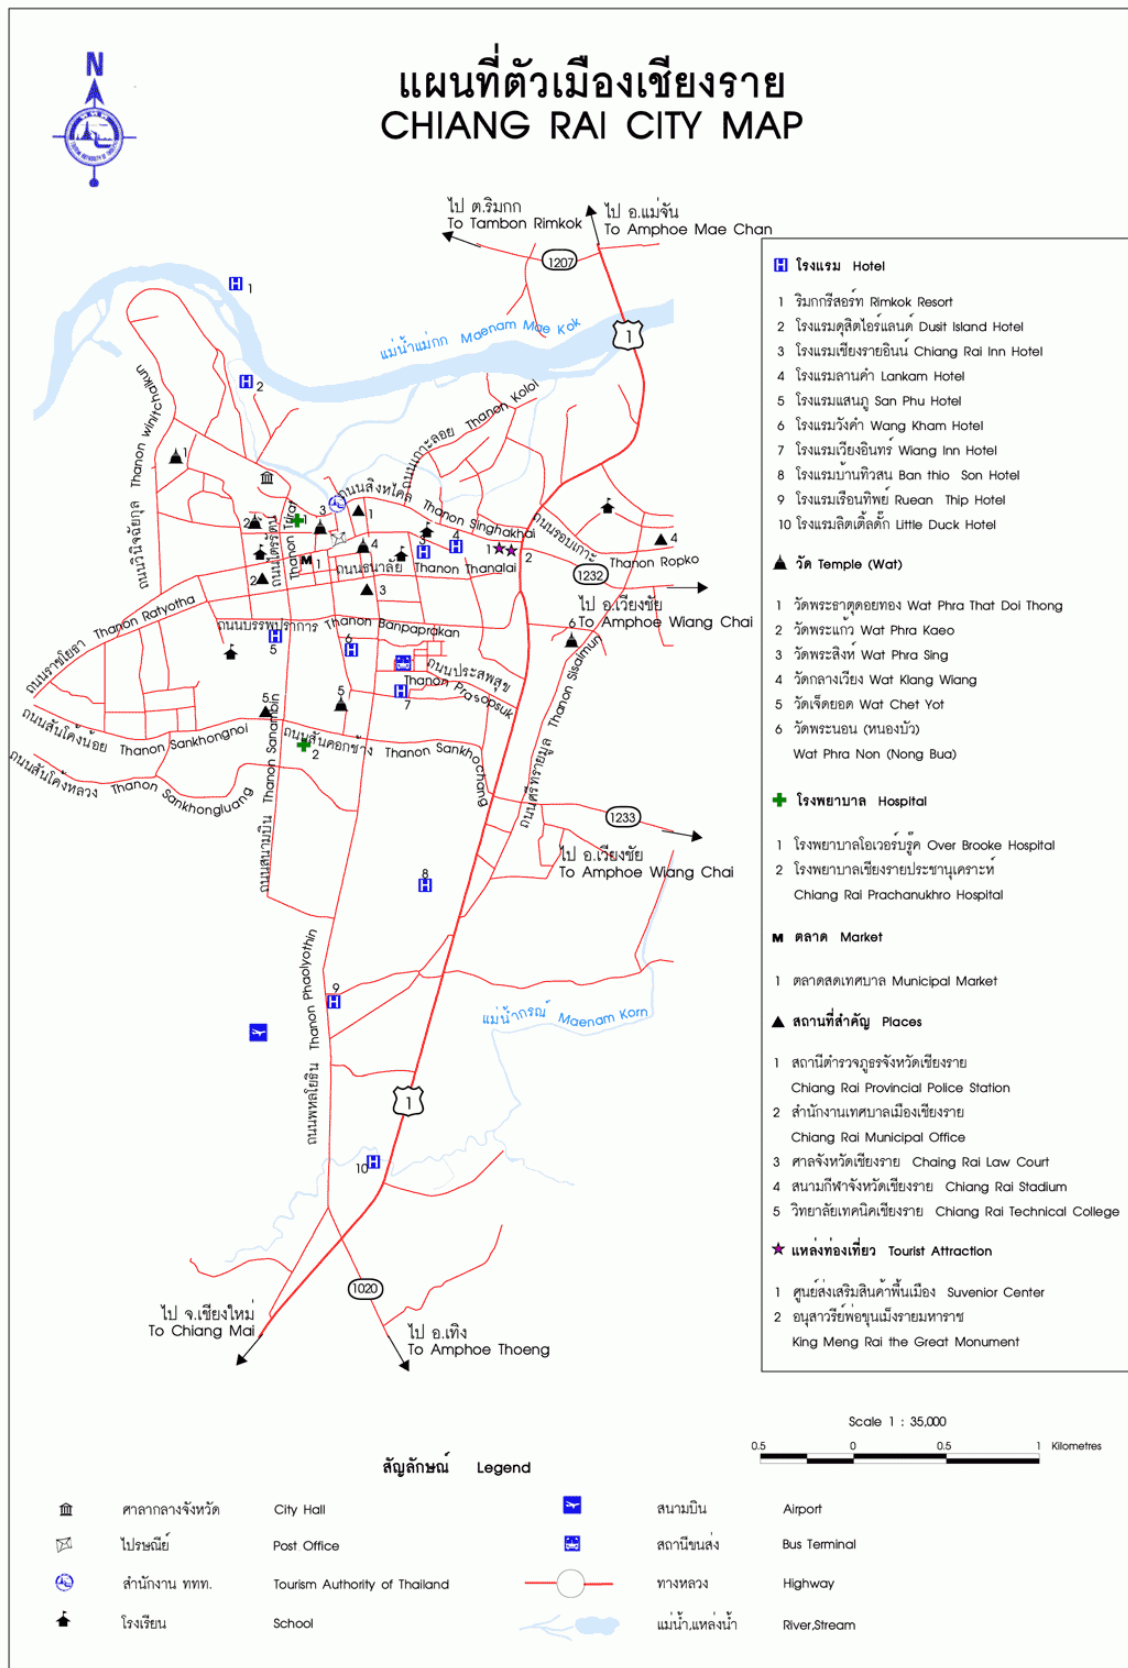 N
แผนที่ตัวเมืองเชียงราย
CHIANG RAI CITY MAP
ไป ต.ริมกก
To Tambon Rimkok
ไป อ.แม่จัน
To Amphoe Mae Chan
1207
1
แม่น้ำแม่กก Maenam Mae Kok
1
2
ถนนวินิจฉัยกุล Thanon winitchaikun
ถนนเกาะลอย Thanon Koloi
ถนนสิงหไคล Thanon Singhakhai
ถนนไตรรัตน์ Thanon Trirat
ถนนธนาลัย Thanon Thanalai
ถนนรอบเกาะ Thanon Ropko
1
2
3
1
1
4
2
1
3
3
4
1
2
4
1232
ไป อ.เวียงชัย
To Amphoe Wiang Chai
ถนนราชโยธา Thanon Ratyotha
ถนนบรรพปราการ Thanon Banpaprakan
5
6
6
ถนนประสพสุข
Thanon Prasopsuk
7
5
5
ถนนศรีทรายมูล Thanon Sisalmun
ถนนสันโค้งน้อย Thanon Sankhongnoi
ถนนสันคอกช้าง Thanon Sankhochang
2
ถนนสันโค้งหลวง Thanon Sankhongluang
ถนนสนามบิน Thanon Sanambin
1233
ไป อ.เวียงชัย
To Amphoe Wiang Chai
8
ถนนพหลโยธิน Thanon Phaolyothin
9
แม่น้ำกรณ์ Maenam Korn
1
10
1020
ไป จ.เชียงใหม่
To Chiang Mai
ไป อ.เทิง
To Amphoe Thoeng
H โรงแรม Hotel
1 ริมกกรีสอร์ท Rimkok Resort
2 โรงแรมดุสิตไอร์แลนด์ Dusit Island Hotel
3 โรงแรมเชียงรายอินน์ Chiang Rai Inn Hotel
4 โรงแรมลานคำ Lankam Hotel
5 โรงแรมแสนภู San Phu Hotel
6 โรงแรมวังคำ Wang Kham Hotel
7 โรงแรมเวียงอินทร์ Wiang Inn Hotel
8 โรงแรมบ้านทิวสน Ban thio Son Hotel
9 โรงแรมเรือนทิพย์ Ruean Thip Hotel
10 โรงแรมลิตเติ้ลดั๊ก Little Duck Hotel
วัด Temple (Wat)
1 วัดพระธาตุดอยทอง Wat Phra That Doi Thong
2 วัดพระแก้ว Wat Phra Kaeo
3 วัดพระสิงห์ Wat Phra Sing
4 วัดกลางเวียง Wat Klang Wiang
5 วัดเจ็ดยอด Wat Chet Yot
6 วัดพระนอน (หนองบัว)
Wat Phra Non (Nong Bua)
โรงพยาบาล Hospital
1 โรงพยาบาลโอเวอร์บรู๊ค Over Brooke Hospital
2 โรงพยาบาลเชียงรายประชานุเคราะห์
Chiang Rai Prachanukhro Hospital
M ตลาด Market
1 ตลาดสดเทศบาล Municipal Market
สถานที่สำคัญ Places
1 สถานีตำรวจภูธรจังหวัดเชียงราย
Chiang Rai Provincial Police Station
2 สำนักงานเทศบาลเมืองเชียงราย
Chiang Rai Municipal Office
3 ศาลจังหวัดเชียงราย Chaing Rai Law Court
4 สนามกีฬาจังหวัดเชียงราย Chiang Rai Stadium
5 วิทยาลัยเทคนิคเชียงราย Chiang Rai Technical College
แหล่งท่องเที่ยว Tourist Attraction
1 ศูนย์ส่งเสริมสินค้าพื้นเมือง Suvenior Center
2 อนุสาวรีย์พ่อขุนเม็งรายมหาราช
King Meng Rai the Great Monument
Scale 1 : 35,000
0.5 0 0.5 1 Kilometres
สัญลักษณ์ Legend
ศาลากลางจังหวัด City Hall
ไปรษณีย์ Post Office
สำนักงาน ททท. Tourism Authority of Thailand
โรงเรียน School
สนามบิน Airport
สถานีขนส่ง Bus Terminal
ทางหลวง Highway
แม่น้ำ,แหล่งน้ำ River,Stream